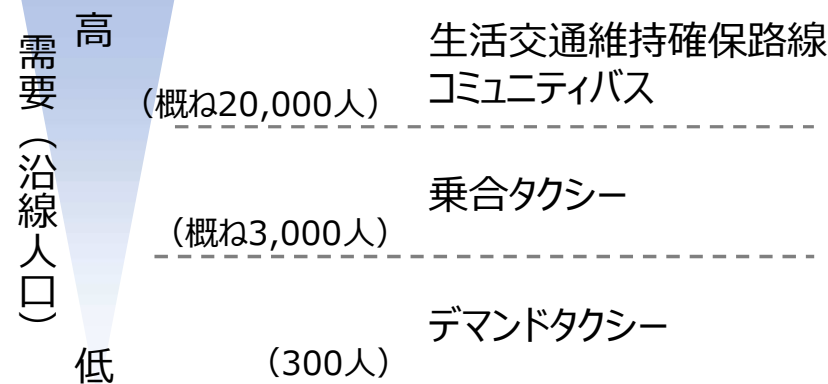 需要（沿線人口）
高
生活交通維持確保路線
コミュニティバス
（概ね20,000人）
乗合タクシー
（概ね3,000人）
デマンドタクシー
低
（300人）